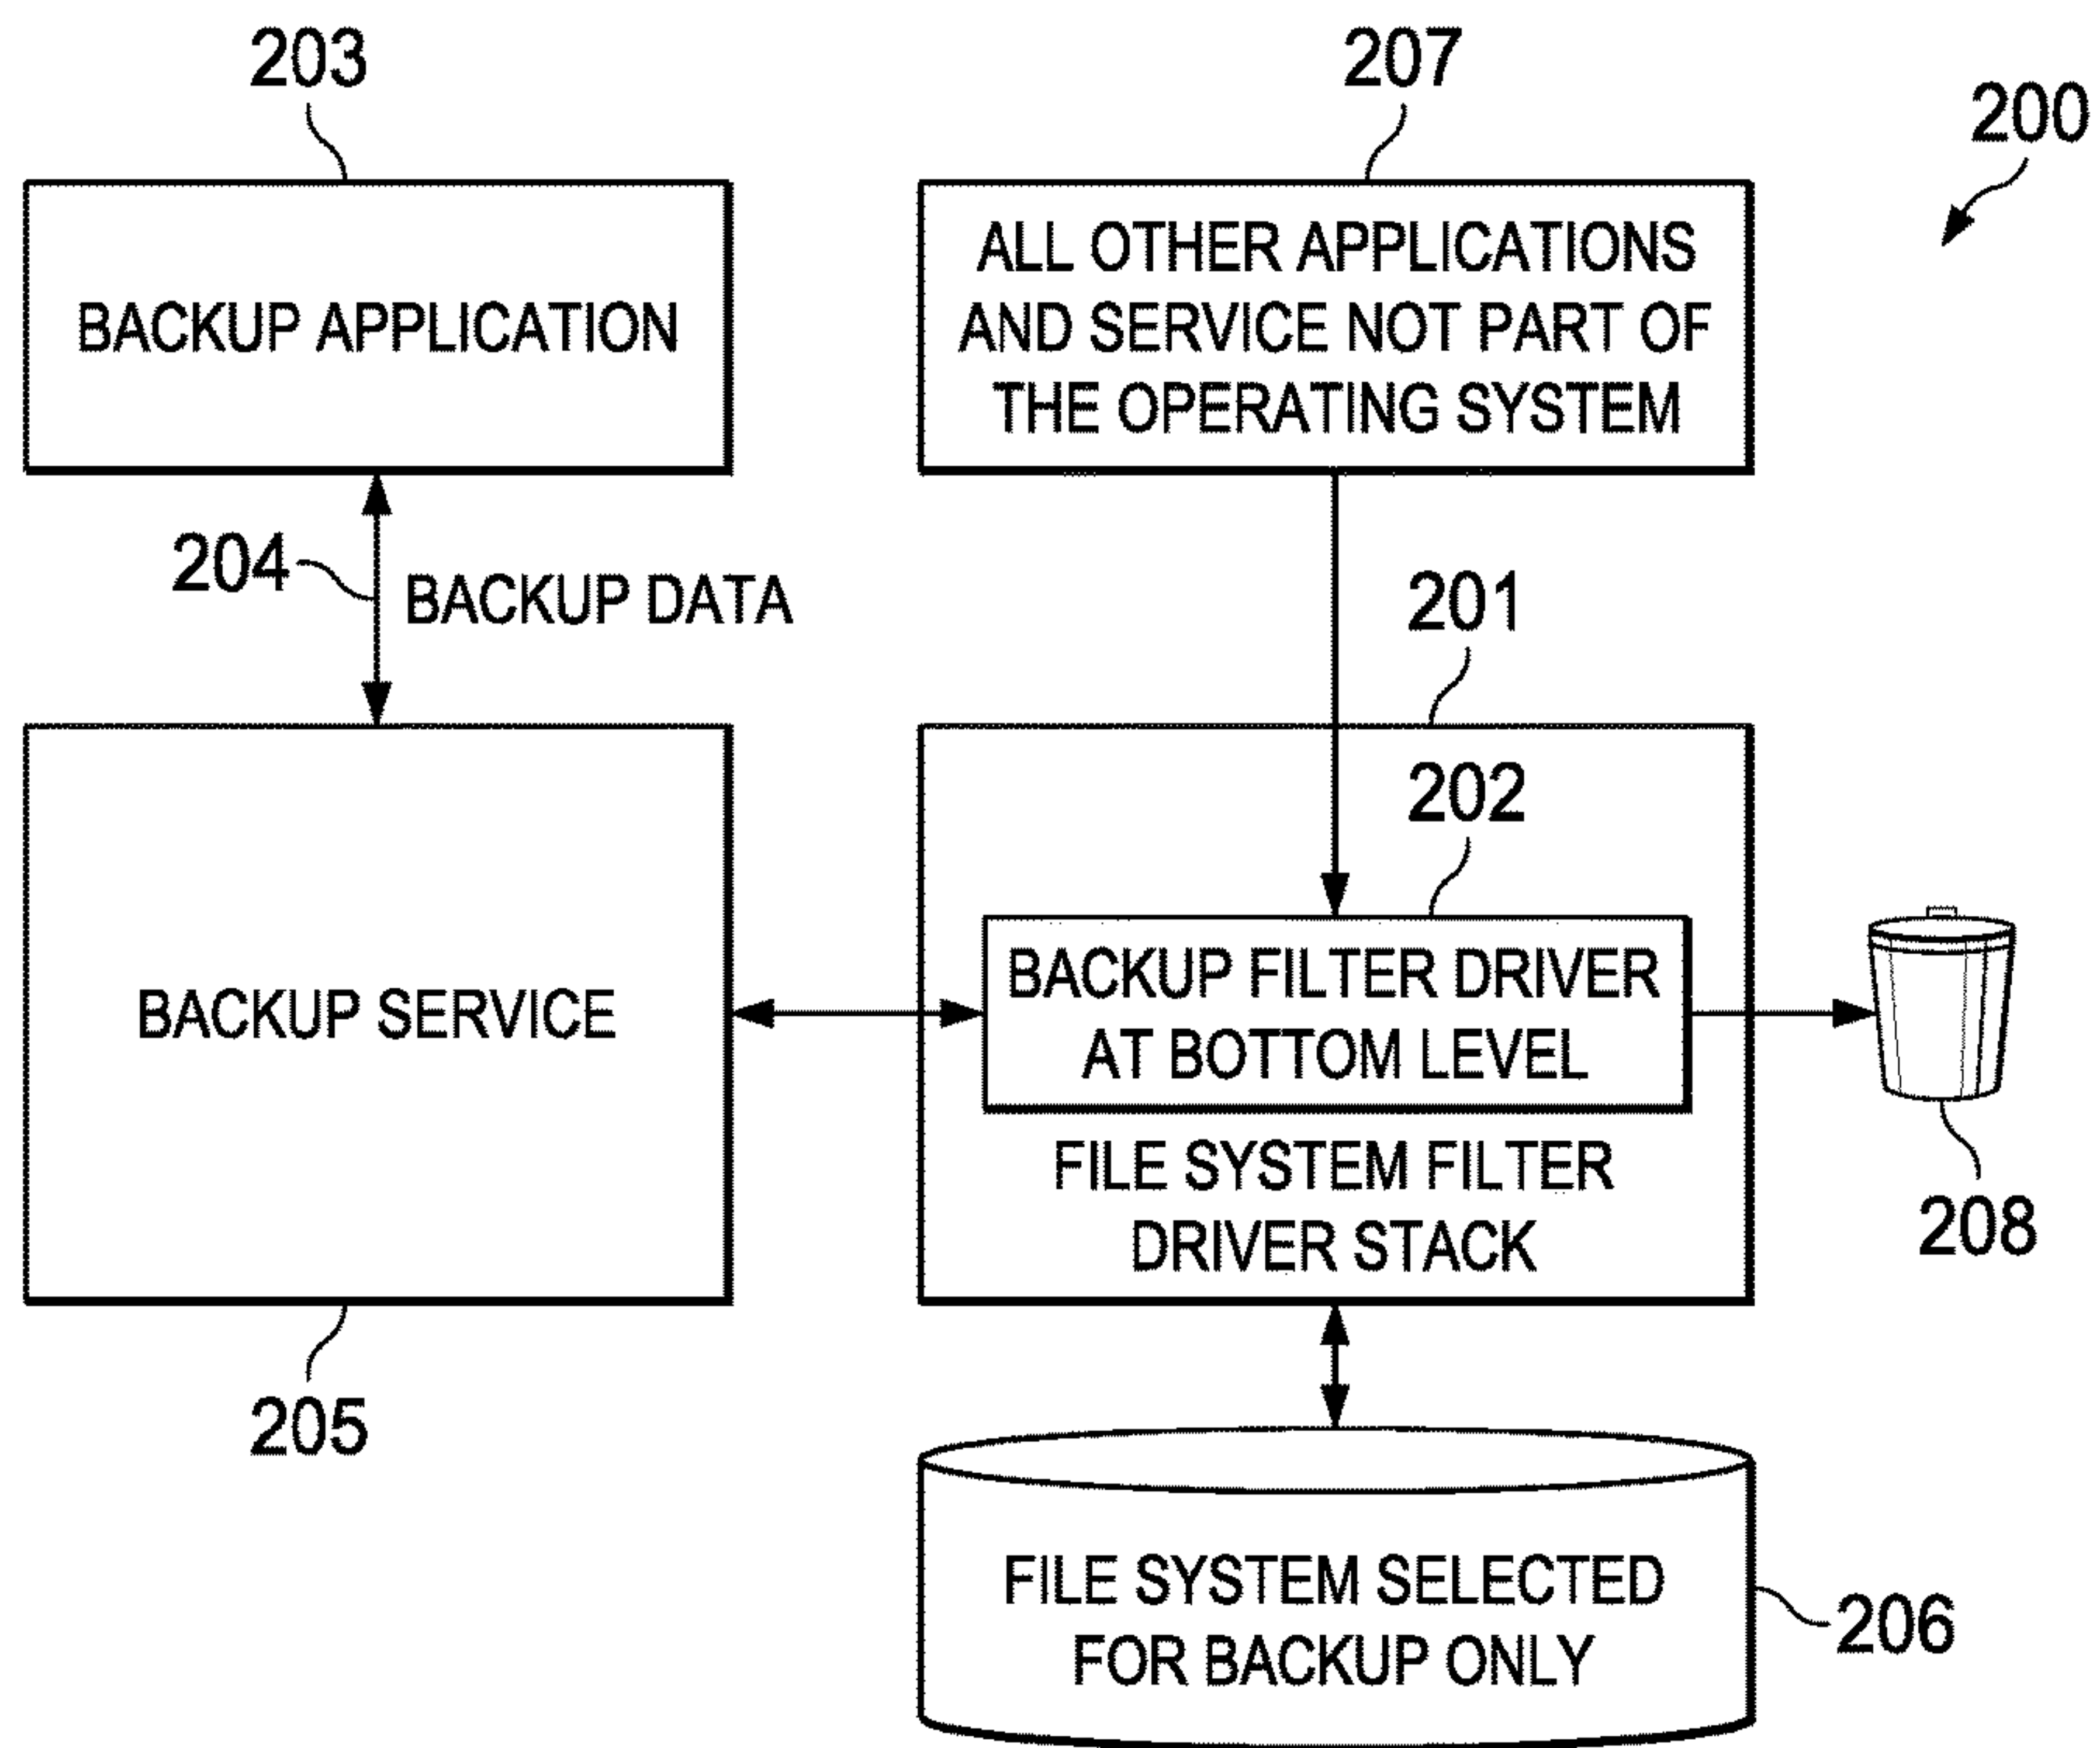 203
207
200
BACKUP APPLICATION
ALL OTHER APPLICATIONS
AND SERVICE NOT PART OF
THE OPERATING SYSTEM
204
BACKUP DATA
201
202
BACKUP SERVICE
BACKUP FILTER DRIVER
AT BOTTOM LEVEL
FILE SYSTEM FILTER
DRIVER STACK
208
205
FILE SYSTEM SELECTED
FOR BACKUP ONLY
206